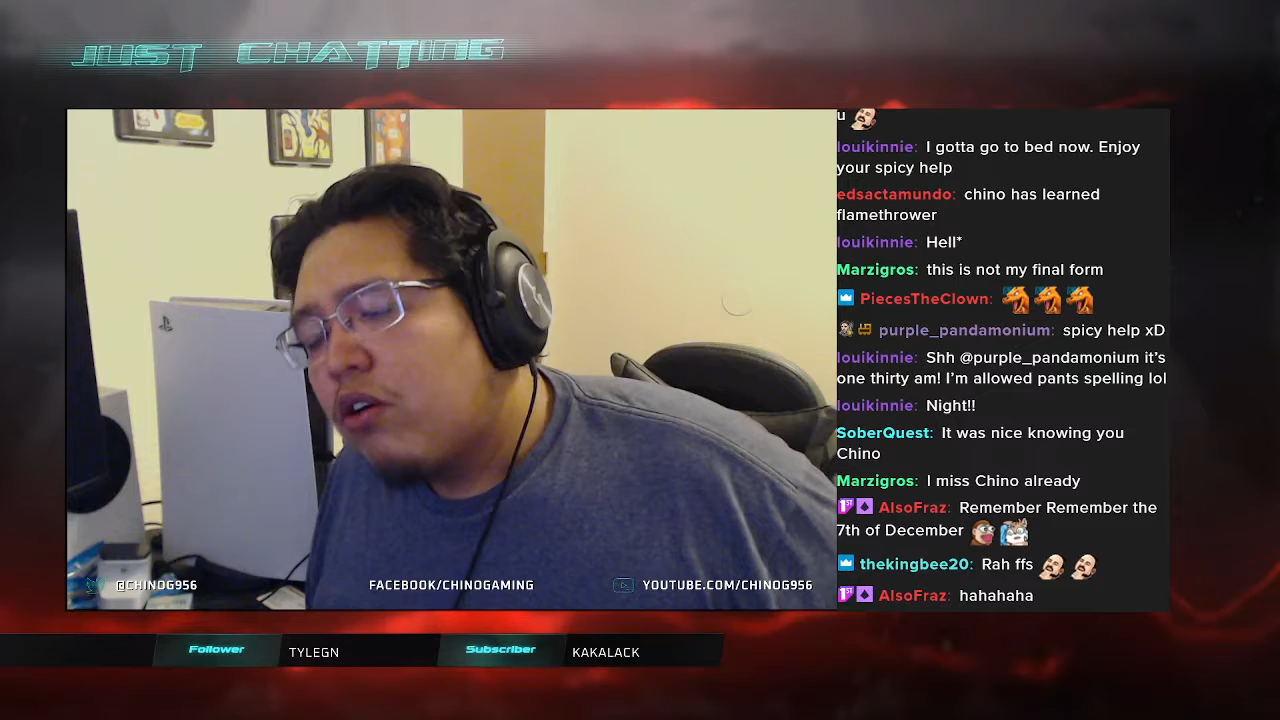 JUST CHATTING
u
louikinnie: I gotta go to bed now. Enjoy
your spicy help
edsactamundo: chino has learned
flamethrower
louikinnie: Hell*
Marzigros: this is not my final form
PiecesTheClown:
purple_pandamonium: spicy help xD
louikinnie: Shh @purple_pandamonium it's
one thirty am! I'm allowed pants spelling lol
louikinnie: Night!!
SoberQuest: It was nice knowing you
Chino
Marzigros: I miss Chino already
1ST AlsoFraz: Remember Remember the
7th of December
thekingbee20: Rah ffs
1ST AlsoFraz: hahahaha
@CHINOG956
FACEBOOK/CHINOGAMING
YOUTUBE.COM/CHINOG956
Follower TYLEGN
Subscriber KAKALACK